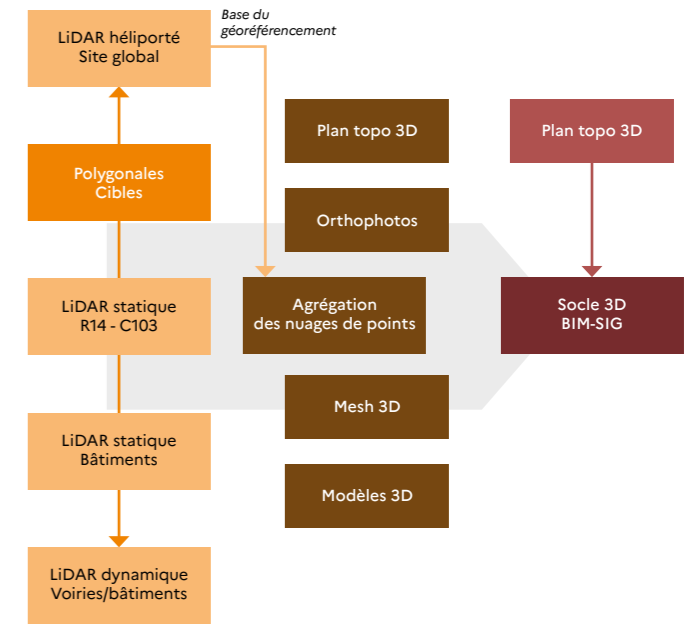 Base du
géoréférencement
LiDAR héliporté
Site global
Plan topo 3D
Plan topo 3D
Polygonales
Cibles
Orthophotos
LiDAR statique
R14 - C103
Agrégation
des nuages de points
Socle 3D
BIM-SIG
Mesh 3D
LiDAR statique
Bâtiments
Modèles 3D
LiDAR dynamique
Voiries/bâtiments